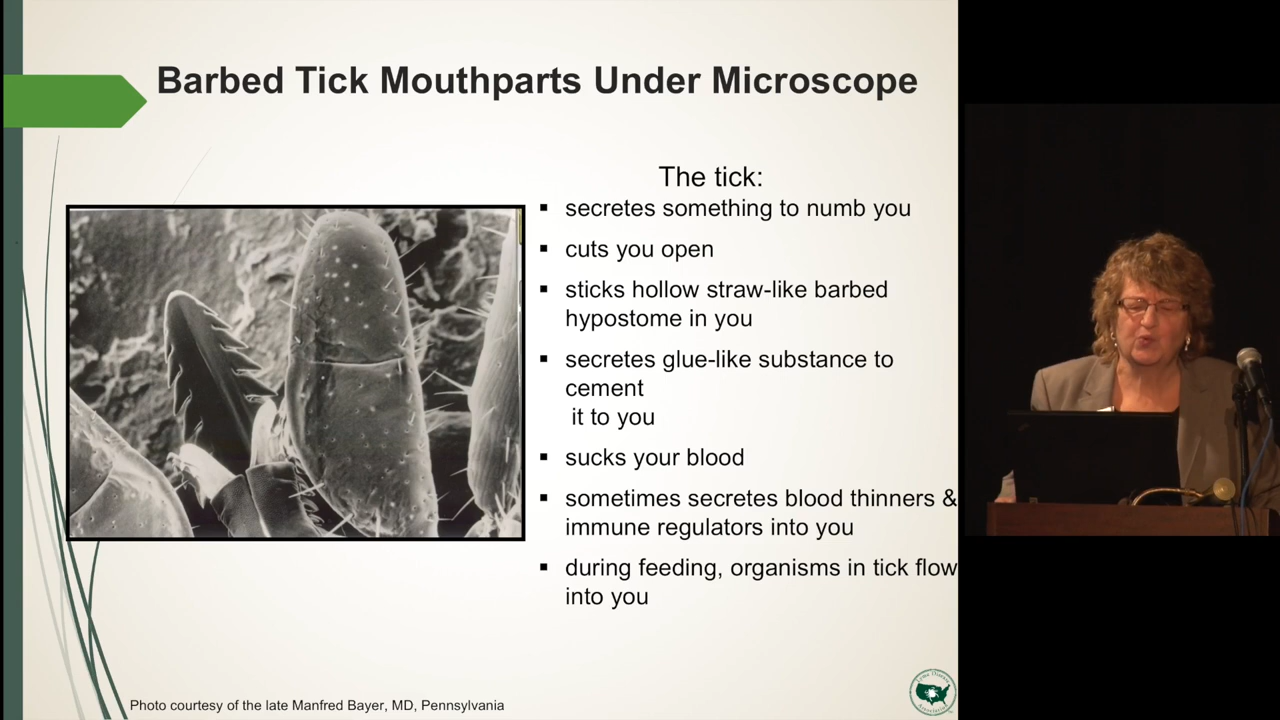 Barbed Tick Mouthparts Under Microscope
The tick:
▪ secretes something to numb you
▪ cuts you open
▪ sticks hollow straw-like barbed
hypostome in you
▪ secretes glue-like substance to
cement
it to you
▪ sucks your blood
▪ sometimes secretes blood thinners &
immune regulators into you
▪ during feeding, organisms in tick flow
into you
Photo courtesy of the late Manfred Bayer, MD, Pennsylvania
Lyme Disease
Association